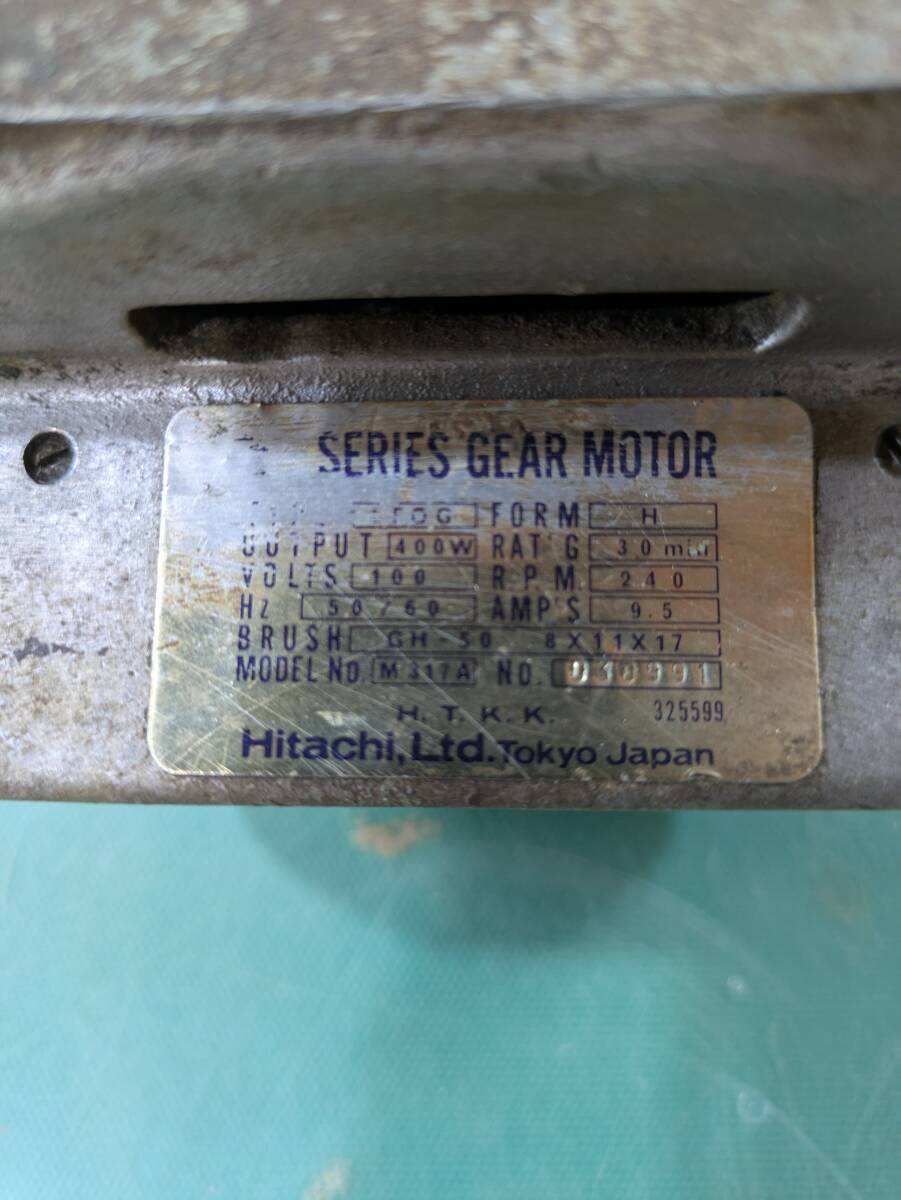 SERIES GEAR MOTOR
FORM H
OUTPUT 400W RAT'G 30 min
VOLTS 100 R.P.M. 240
Hz 50/60 AMP'S 9.5
BRUSH GH 50 8X11X17
MODEL NO. M317A NO.
H. T. K. K. 325599
Hitachi, Ltd. Tokyo Japan